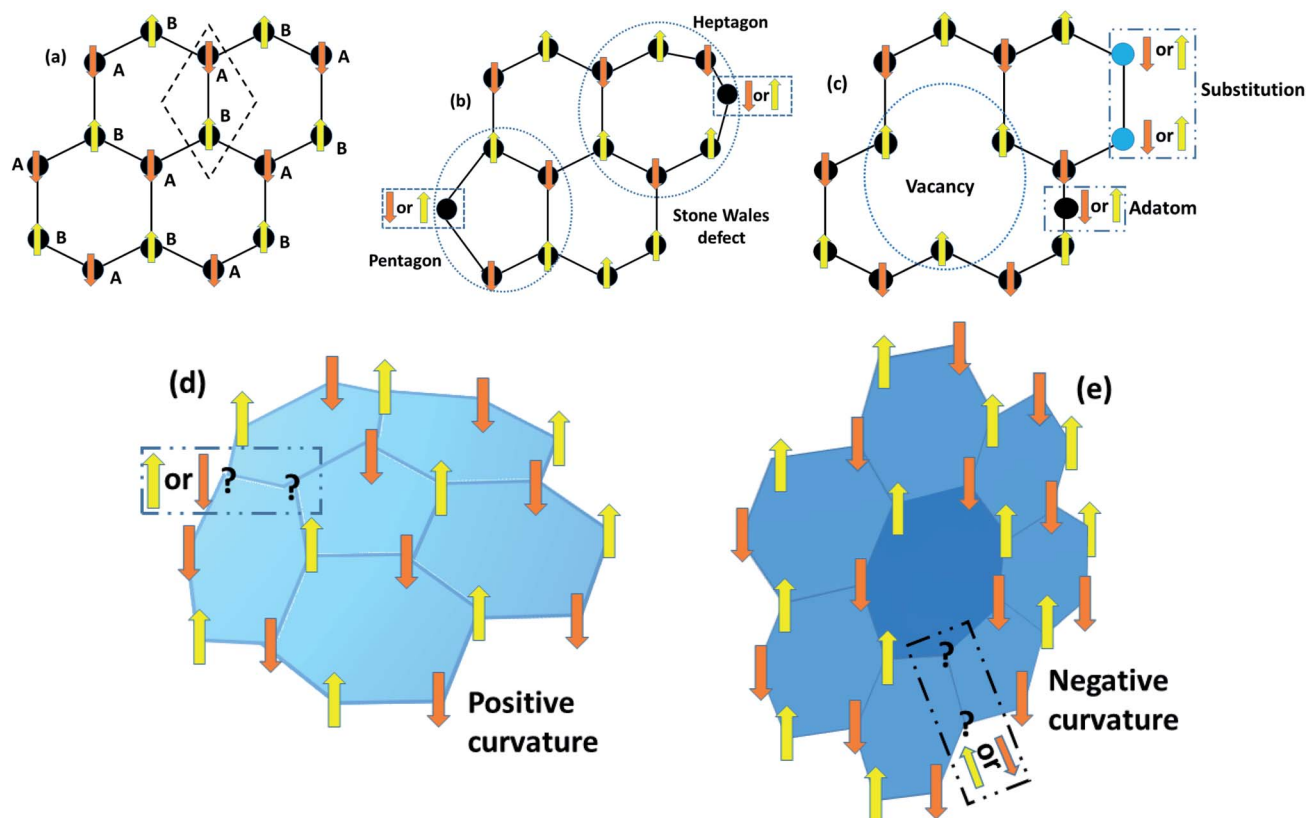 (a)
B
B
A
A
A
B
B
B
A
A
A
B
B
B
A
A
(b)
Heptagon
or
or
Pentagon
Stone Wales
defect
(c)
or
Substitution
or
Vacancy
or
Adatom
(d)
or
?
?
Positive
curvature
(e)
?
?
or
Negative
curvature